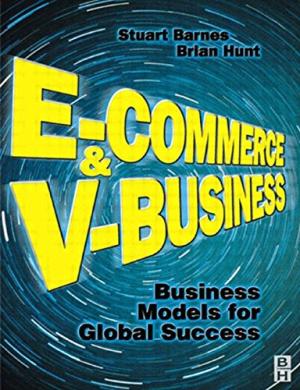 Stuart Barnes
Brian Hunt
E-COMMERCE
&
V-BUSINESS
Business
Models for
Global Success
B
H